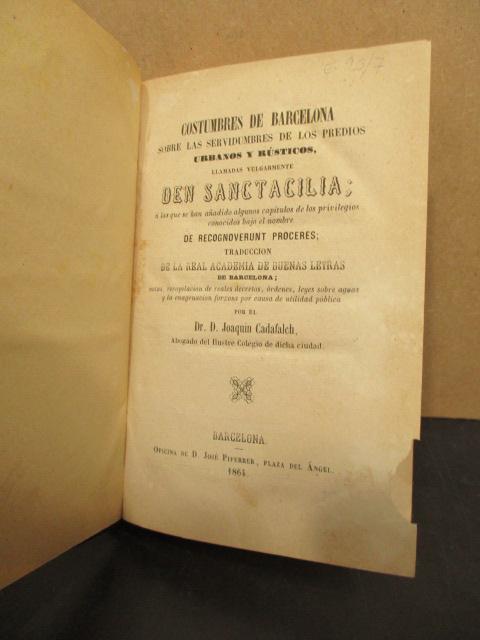 COSTUMBRES DE BARCELONA
SOBRE LAS SERVIDUMBRES DE LOS PREDIOS
URBANOS Y RÚSTICOS,
LLAMADAS VULGARMENTE
DEN SANCTACILIA;
á las que se han añadido algunos capítulos de los privilegios
conocidos bajo el nombre
DE RECOGNOVERUNT PROCERES;
TRADUCCION
DE LA REAL ACADEMIA DE BUENAS LETRAS
DE BARCELONA;
notas, recopilacion de reales decretos, órdenes, leyes sobre aguas
y la enagenacion forzosa por causa de utilidad pública
POR EL
Dr. D. Joaquin Cadafalch,
Abogado del Ilustre Colegio de dicha ciudad.
BARCELONA.
OFICINA DE D. JOSÉ PIFERRER, PLAZA DEL ÁNGEL.
1864.